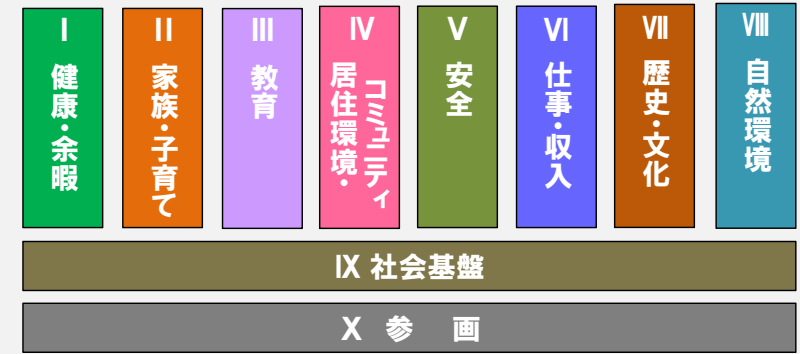 Ⅰ 健康・余暇
Ⅱ 家族・子育て
Ⅲ 教育
Ⅳ 居住環境・
コミュニティ
Ⅴ 安全
Ⅵ 仕事・収入
Ⅶ 歴史・文化
Ⅷ 自然環境
Ⅸ 社会基盤
Ⅹ 参 画